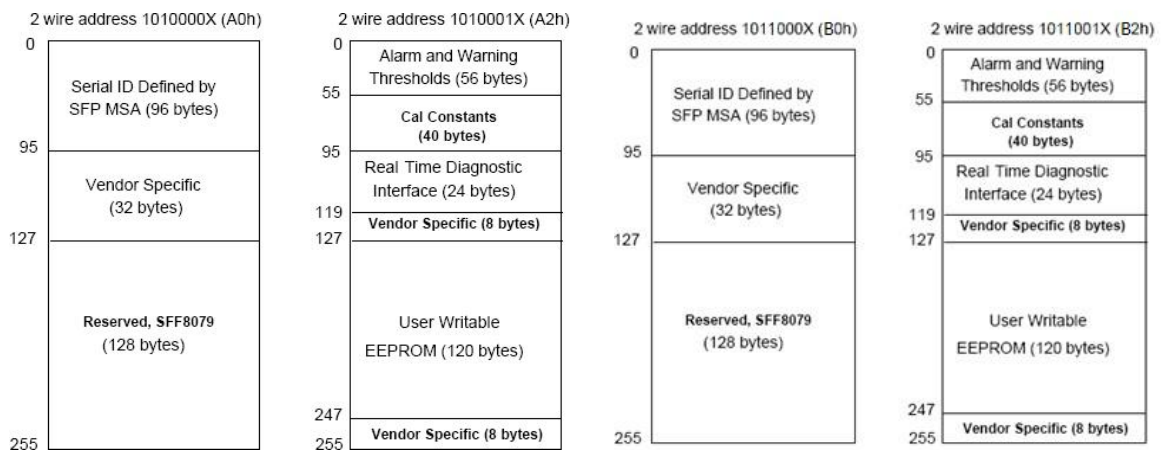 2 wire address 1010000X (A0h)
0
Serial ID Defined by
SFP MSA (96 bytes)
95
Vendor Specific
(32 bytes)
127
Reserved, SFF8079
(128 bytes)
255
2 wire address 1010001X (A2h)
0
Alarm and Warning
Thresholds (56 bytes)
55
Cal Constants
(40 bytes)
95
Real Time Diagnostic
Interface (24 bytes)
119
Vendor Specific (8 bytes)
127
User Writable
EEPROM (120 bytes)
247
Vendor Specific (8 bytes)
255
2 wire address 1011000X (B0h)
0
Serial ID Defined by
SFP MSA (96 bytes)
95
Vendor Specific
(32 bytes)
127
Reserved, SFF8079
(128 bytes)
255
2 wire address 1011001X (B2h)
0
Alarm and Warning
Thresholds (56 bytes)
55
Cal Constants
(40 bytes)
95
Real Time Diagnostic
Interface (24 bytes)
119
Vendor Specific (8 bytes)
127
User Writable
EEPROM (120 bytes)
247
Vendor Specific (8 bytes)
255